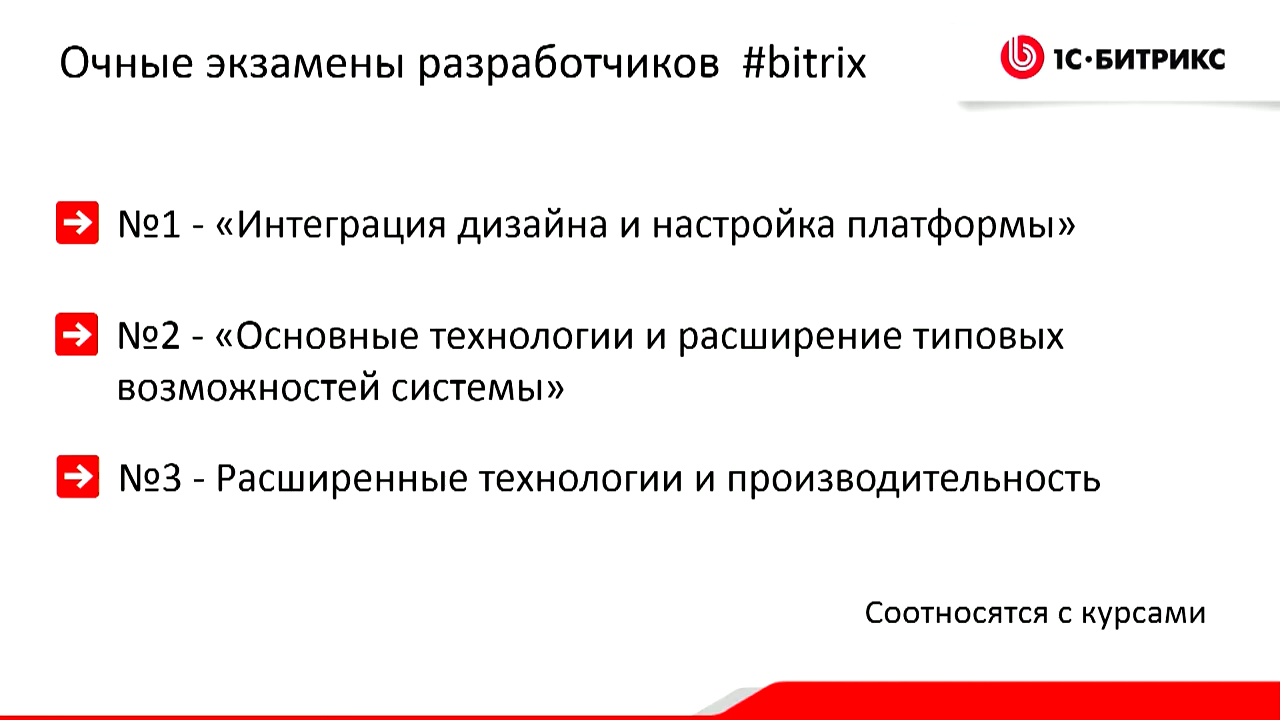 Очные экзамены разработчиков #bitrix
1С·БИТРИКС
№1 - «Интеграция дизайна и настройка платформы»
№2 - «Основные технологии и расширение типовых
возможностей системы»
№3 - Расширенные технологии и производительность
Соотносятся с курсами